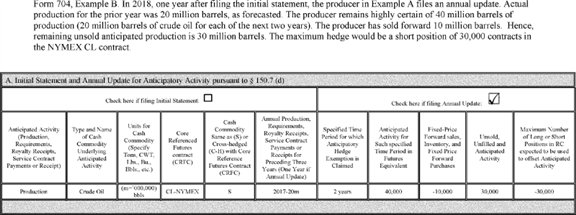 Form 704, Example B. In 2018, one year after filing the initial statement, the producer in Example A files an annual update. Actual
production for the prior year was 20 million barrels, as forecasted. The producer remains highly certain of 40 million barrels of
production (20 million barrels of crude oil for each of the next two years). The producer has sold forward 10 million barrels. Hence,
remaining unsold anticipated production is 30 million barrels. The maximum hedge would be a short position of 30,000 contracts in
the NYMEX CL contract.
A. Initial Statement and Annual Update for Anticipatory Activity pursuant to § 150.7 (d)
Check here if filing Initial Statement: ☐
Check here if filing Annual Update: ☑
Anticipated Activity
(Production,
Requirements,
Royalty Receipts,
Service Contract
Payments or Receipt)
Type and Name
of Cash
Commodity
Underlying
Anticipated
Activity
Units for
Cash
Commodity
(Specify
Tons, CWT,
Lbs., Bu.,
Bbls., etc.)
Core
Referenced
Futures
contract
(CRFC)
Cash
Commodity
Same as (S) or
Cross-hedged
(C-H) with Core
Reference
Futures Contract
(CRFC)
Annual Production,
Requirements,
Royalty Receipts,
Service Contract
Payments or
Receipts for
Preceding Three
Years (One Year if
Annual Update)
Specified Time
Period for which
Anticipatory
Hedge
Exemption is
Claimed
Anticipated
Activity for
Such specified
Time Period in
Futures
Equivalent
Fixed-Price
Forward sales,
Inventory, and
Fixed Price
Forward
Purchases
Unsold,
Unfilled and
Anticipated
Activity
Maximum Number
of Long or Short
Positions in RC
expected to be used
to offset Anticipated
Activity
Production
Crude Oil
bbls
CL-NYMEX
S
2017-20m
2 years
40,000
-10,000
30,000
-30,000